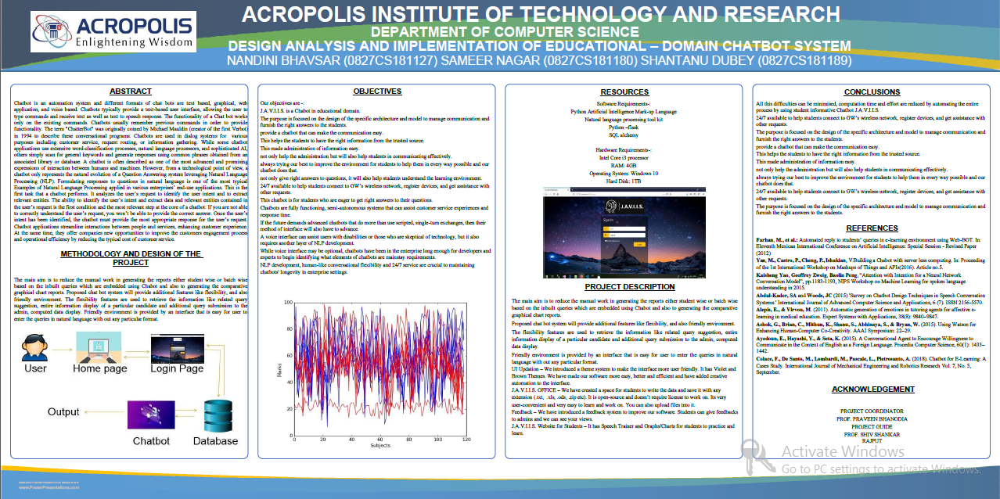 ACROPOLIS
Enlightening Wisdom
ACROPOLIS INSTITUTE OF TECHNOLOGY AND RESEARCH
DEPARTMENT OF COMPUTER SCIENCE
DESIGN ANALYSIS AND IMPLEMENTATION OF EDUCATIONAL – DOMAIN CHATBOT SYSTEM
NANDINI BHAVSAR (0827CS181127) SAMEER NAGAR (0827CS181180) SHANTANU DUBEY (0827CS181189)
ABSTRACT
Chatbot is an automation system and different formats of chat bots are text based, graphical, web
application, and voice based. Chatbots typically provide a text-based user interface, allowing the user to
type commands and receive text as well as text to speech response. The functionality of a Chat bot works
only on the existing commands. Chatbots usually remember previous commands in order to provide
functionality. The term "ChatterBot" was originally coined by Michael Mauldin (creator of the first Verbot)
in 1994 to describe these conversational programs. Chatbots are used in dialog systems for various
purposes including customer service, request routing, or information gathering. While some chatbot
applications use extensive word-classification processes, natural language processors, and sophisticated AI,
others simply scan for general keywords and generate responses using common phrases obtained from an
associated library or database. A chatbot is often described as one of the most advanced and promising
expressions of interaction between humans and machines. However, from a technological point of view, a
chatbot only represents the natural evolution of a Question Answering system leveraging Natural Language
Processing (NLP). Formulating responses to questions in natural language is one of the most typical
Examples of Natural Language Processing applied in various enterprises' end-use applications. This is the
first task that a chatbot performs. It analyzes the user's request to identify the user intent and to extract
relevant entities. The ability to identify the user's intent and extract data and relevant entities contained in
the user's request is the first condition and the most relevant step at the core of a chatbot: If you are not able
to correctly understand the user's request, you won't be able to provide the correct answer. Once the user's
intent has been identified, the chatbot must provide the most appropriate response for the user's request.
Chatbot applications streamline interactions between people and services, enhancing customer experience.
At the same time, they offer companies new opportunities to improve the customers engagement process
and operational efficiency by reducing the typical cost of customer service.
METHODOLOGY AND DESIGN OF THE
PROJECT
The main aim is to reduce the manual work in generating the reports either student wise or batch wise
based on the inbuilt queries which are embedded using Chatbot and also to generating the comparative
graphical chart reports. Proposed chat bot system will provide additional features like flexibility, and also
friendly environment. The flexibility features are used to retrieve the information like related query
suggestion, entire information display of a particular candidate and additional query submission to the
admin, computed data display. Friendly environment is provided by an interface that is easy for user to
enter the queries in natural language with out any particular format.
User
Home page
Login Page
Output
Chatbot
Database
OBJECTIVES
Our objectives are -:
J.A.V.I.I.S. is a Chabot in educational domain.
The purpose is focused on the design of the specific architecture and model to manage communication and
furnish the right answers to the students.
provide a chatbot that can make the communication easy.
This helps the students to have the right information from the trusted source.
This made administration of information easy.
not only help the administration but will also help students in communicating effectively.
always trying our best to improve the environment for students to help them in every way possible and our
chatbot does that.
not only give right answers to questions, it will also help students understand the learning environment.
24/7 available to help students connect to GW's wireless network, register devices, and get assistance with
other requests.
This chatbot is for students who are eager to get right answers to their questions.
Chatbots are fully functional, semi-autonomous systems that can assist customer service experiences and
response time.
If the future demands advanced chatbots that do more than use scripted, single-turn exchanges, then their
method of interface will also have to advance.
A voice interface can assist users with disabilities or those who are skeptical of technology, but it also
requires another layer of NLP development.
While voice interface may be optional, chatbots have been in the enterprise long enough for developers and
experts to begin identifying what elements of chatbots are mainstay requirements.
NLP development, human-like conversational flexibility and 24/7 service are crucial to maintaining
chatbots' longevity in enterprise settings.
100
80
60
40
20
0
Marks
0 20 40 60 80 100 120
Subjects
RESOURCES
Software Requirements-:
Python Artificial Intelligence Mark-up Language
Natural language processing tool kit
Python –flask
SQL alchemy
Hardware Requirements-:
Intel Core i3 processor
RAM: 4GB
Operating System: Windows 10
Hard Disk: 1TB
J.A.V.I.I.S.
Sign In
PROJECT DESCRIPTION
The main aim is to reduce the manual work in generating the reports either student wise or batch wise
based on the inbuilt queries which are embedded using Chatbot and also to generating the comparative
graphical chart reports.
Proposed chat bot system will provide additional features like flexibility, and also friendly environment.
The flexibility features are used to retrieve the information like related query suggestion, entire
information display of a particular candidate and additional query submission to the admin, computed
data display.
Friendly environment is provided by an interface that is easy for user to enter the queries in natural
language with out any particular format.
UI Updation – We introduced a theme system to make the interface more user friendly. It has Violet and
Brown Themes. We have made our software more easy, better and efficient and have added creative
automation to the interface.
J.A.V.I.I.S. OFFICE – We have created a space for students to write the data and save it with any
extension (.txt, .xls, .ods, .zip etc). It is open-source and doesn't require license to work on. Its very
user-convenient and very easy to learn and work on. You can also upload files into it.
Feedback – We have introduced a feedback system to improve our software. Students can give feedbacks
to admins and we can see your views.
J.A.V.I.I.S. Website for Students – It has Speech Trainer and Graphs/Charts for students to practice and
learn.
CONCLUSIONS
All this difficulties can be minimised, computation time and effort are reduced by automating the entire
process by using student informative Chatbot J.A.V.I.I.S.
24/7 available to help students connect to GW's wireless network, register devices, and get assistance with
other requests.
The purpose is focused on the design of the specific architecture and model to manage communication and
furnish the right answers to the students.
provide a chatbot that can make the communication easy.
This helps the students to have the right information from the trusted source.
This made administration of information easy.
not only help the administration but will also help students in communicating effectively.
always trying our best to improve the environment for students to help them in every way possible and our
chatbot does that.
24/7 available to help students connect to GW's wireless network, register devices, and get assistance with
other requests.
The purpose is focused on the design of the specific architecture and model to manage communication and
furnish the right answers to the students.
REFERENCES
Farhan, M., et al.: Automated reply to students' queries in e-learning environment using Web-BOT. In:
Eleventh Mexican International Conference on Artificial Intelligence: Special Session - Revised Paper
(2012)
Yan, M., Castro, P., Cheng, P., Ishakian, V.Building a Chatbot with server less computing. In: Proceeding
of the 1st International Workshop on Mashups of Things and APIs(2016). Article no.5.
Kaisheng Yao, Geoffrey Zweig, Baolin Peng, "Attention with Intention for a Neural Network
Conversation Model", pp.1183-1193, NIPS Workshop on Machine Learning for spoken language
understanding in 2015.
Abdul-Kader, SA and Woods, JC (2015) 'Survey on Chatbot Design Techniques in Speech Conversation
Systems.' International Journal of Advanced Computer Science and Applications, 6 (7). ISSN 2156-5570.
Alepis, E., & Virvou, M. (2011). Automatic generation of emotions in tutoring agents for affective e-
learning in medical education. Expert Systems with Applications, 38(8): 9840–9847.
Ashok, G., Brian, C., Mithun, K., Shanu, S., Abhinaya, S., & Bryan, W. (2015). Using Watson for
Enhancing Human-Computer Co-Creativity. AAAI Symposium: 22–29.
Ayedoun, E., Hayashi, Y., & Seta, K. (2015). A Conversational Agent to Encourage Willingness to
Communicate in the Context of English as a Foreign Language. Procedia Computer Science, 60(1): 1433–
1442.
Colace, F., De Santo, M., Lombardi, M., Pascale, L., Pietrosanto, A. (2018). Chatbot for E-Learning: A
Cases Study. International Journal of Mechanical Engineering and Robotics Research Vol. 7, No. 5,
September.
ACKNOWLEDGEMENT
PROJECT COORDINATOR
PROF. PRAVEEN BHANODIA
PROJECT GUIDE
PROF. SHIV SHANKAR
RAJPUT
Activate Windows
Go to PC settings to activate Windows.
www.PosterPresentations.com